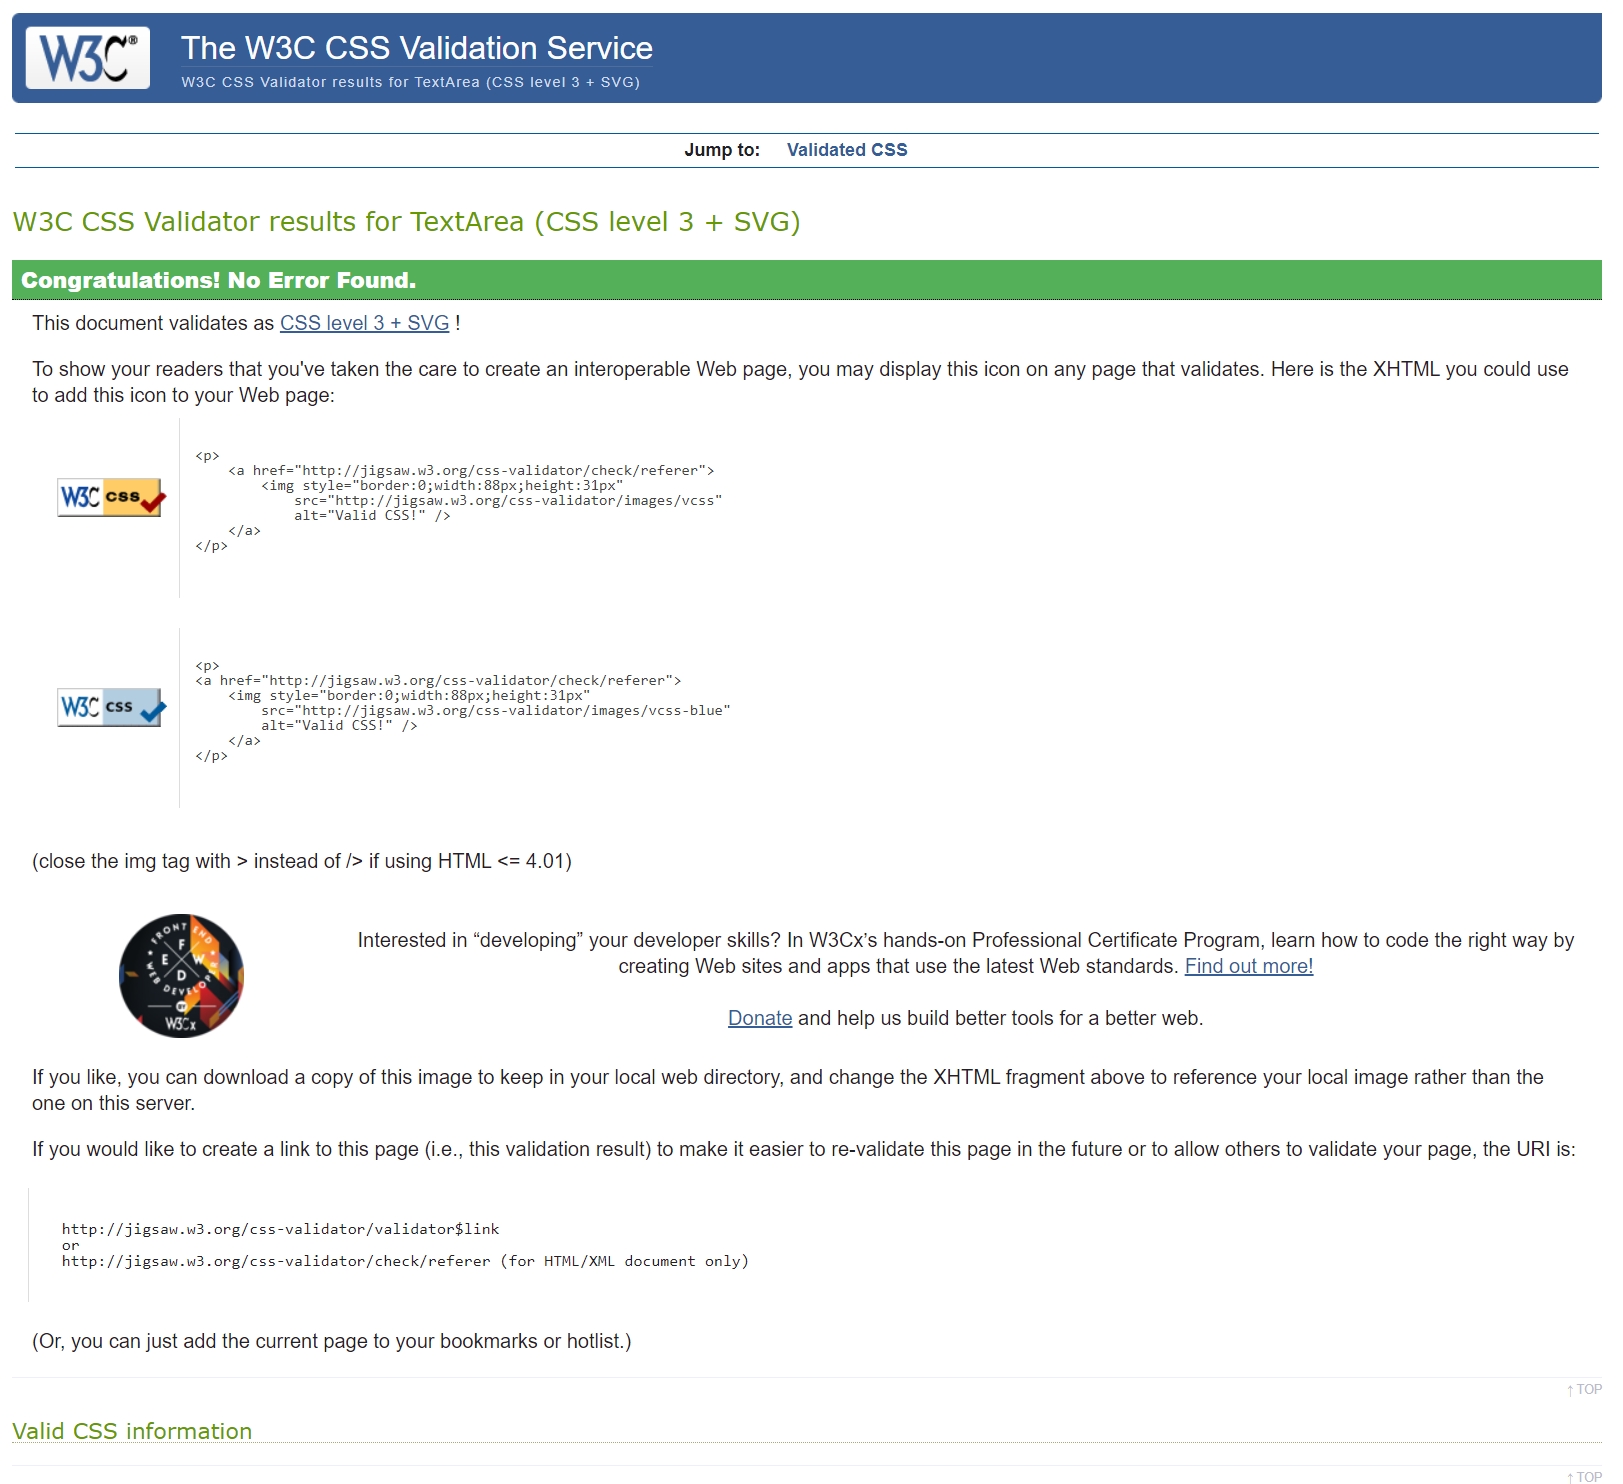 W3C®
The W3C CSS Validation Service
W3C CSS Validator results for TextArea (CSS level 3 + SVG)
Jump to: Validated CSS
W3C CSS Validator results for TextArea (CSS level 3 + SVG)
Congratulations! No Error Found.
This document validates as CSS level 3 + SVG !
To show your readers that you've taken the care to create an interoperable Web page, you may display this icon on any page that validates. Here is the XHTML you could use
to add this icon to your Web page:
W3C css
<p>
    <a href="http://jigsaw.w3.org/css-validator/check/referer">
        <img style="border:0;width:88px;height:31px"
            src="http://jigsaw.w3.org/css-validator/images/vcss"
            alt="Valid CSS!" />
    </a>
</p>
W3C css
<p>
<a href="http://jigsaw.w3.org/css-validator/check/referer">
    <img style="border:0;width:88px;height:31px"
        src="http://jigsaw.w3.org/css-validator/images/vcss-blue"
        alt="Valid CSS!" />
    </a>
</p>
(close the img tag with > instead of /> if using HTML <= 4.01)
FRONT END
WEB DEVELOPER
F
E W
D
BY
W3Cx
Interested in “developing” your developer skills? In W3Cx’s hands-on Professional Certificate Program, learn how to code the right way by
creating Web sites and apps that use the latest Web standards. Find out more!
Donate and help us build better tools for a better web.
If you like, you can download a copy of this image to keep in your local web directory, and change the XHTML fragment above to reference your local image rather than the
one on this server.
If you would like to create a link to this page (i.e., this validation result) to make it easier to re-validate this page in the future or to allow others to validate your page, the URI is:
http://jigsaw.w3.org/css-validator/validator$link
or
http://jigsaw.w3.org/css-validator/check/referer (for HTML/XML document only)
(Or, you can just add the current page to your bookmarks or hotlist.)
↑ TOP
Valid CSS information
↑ TOP